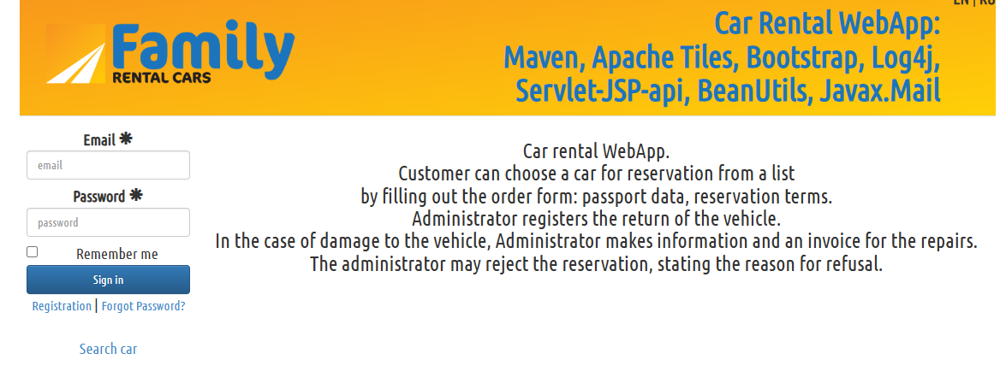 EN | RU
Family
RENTAL CARS
Car Rental WebApp:
Maven, Apache Tiles, Bootstrap, Log4j,
Servlet-JSP-api, BeanUtils, Javax.Mail
Email *
email
Password *
password
Remember me
Sign in
Registration | Forgot Password?
Search car
Car rental WebApp.
Customer can choose a car for reservation from a list
by filling out the order form: passport data, reservation terms.
Administrator registers the return of the vehicle.
In the case of damage to the vehicle, Administrator makes information and an invoice for the repairs.
The administrator may reject the reservation, stating the reason for refusal.